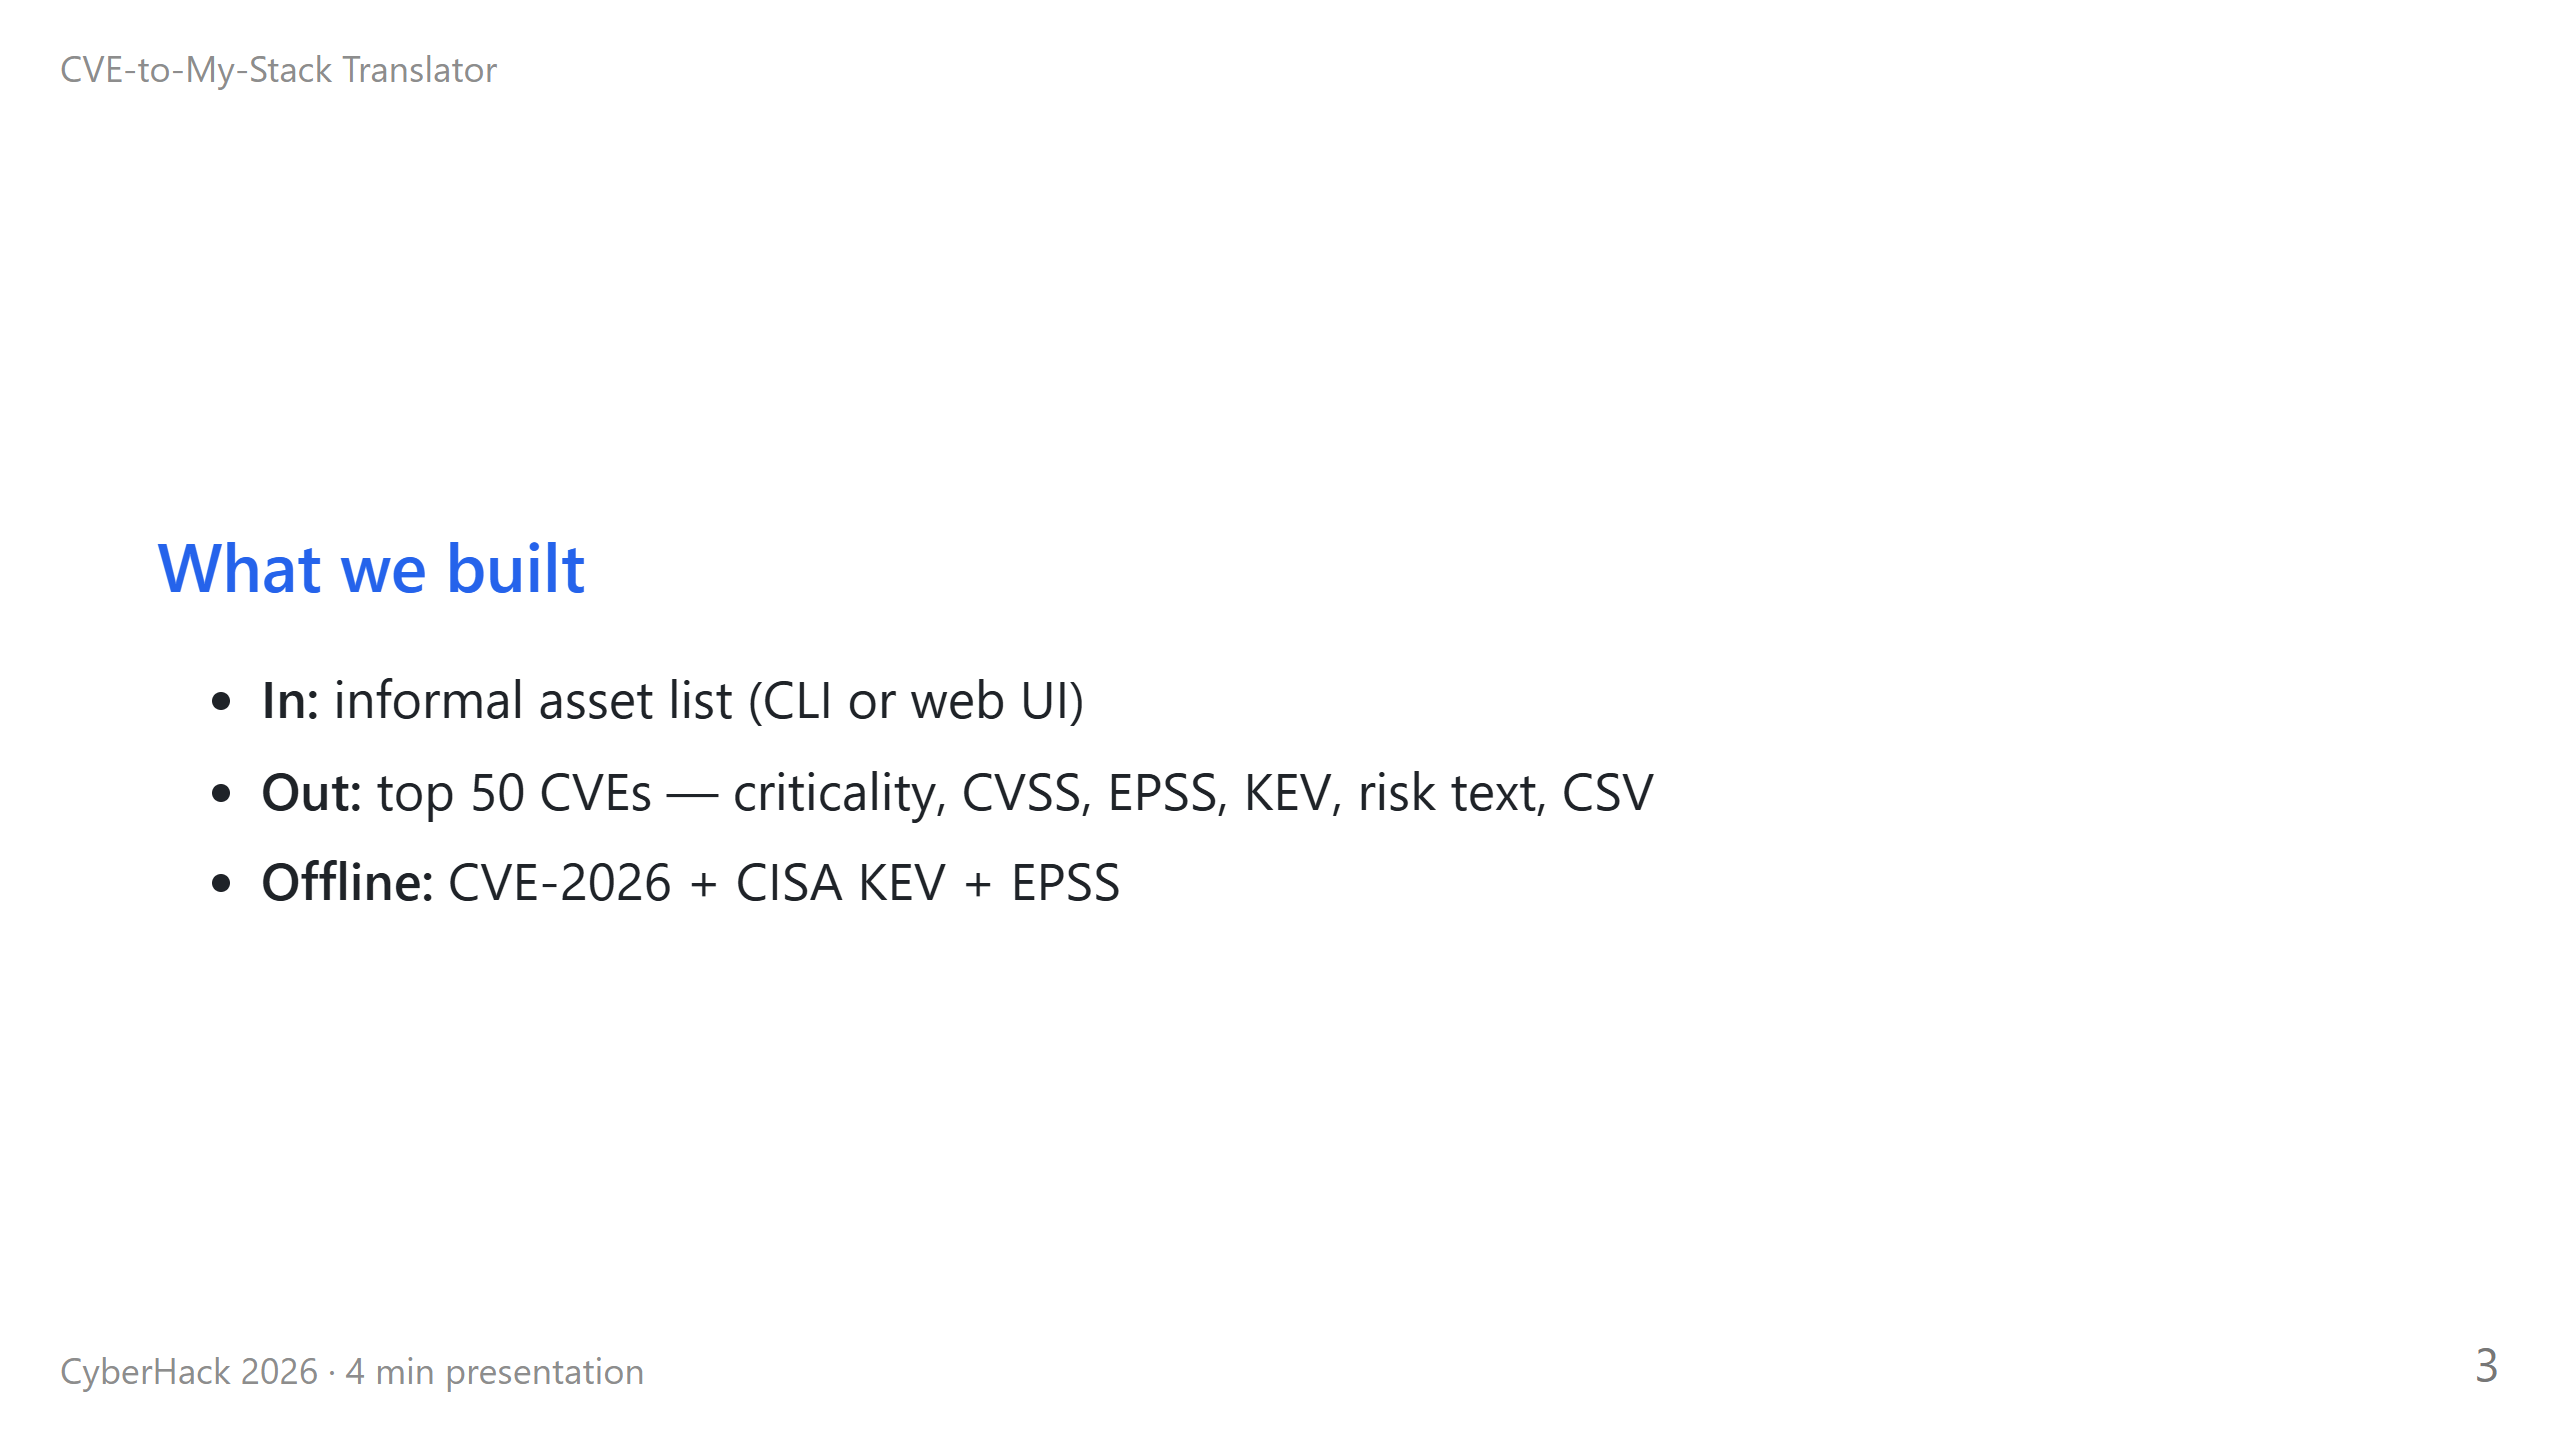 CVE-to-My-Stack Translator
What we built
• In: informal asset list (CLI or web UI)
• Out: top 50 CVEs — criticality, CVSS, EPSS, KEV, risk text, CSV
• Offline: CVE-2026 + CISA KEV + EPSS
CyberHack 2026 · 4 min presentation
3